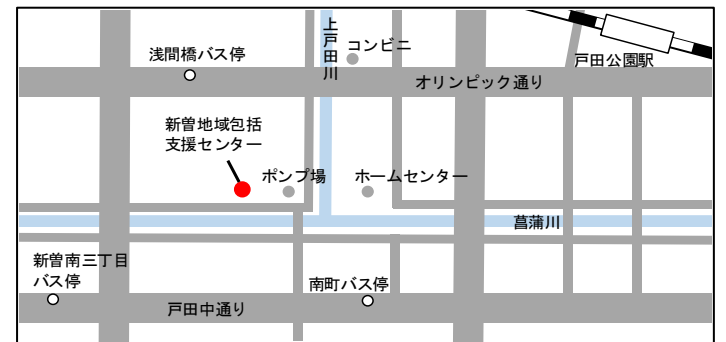 上戸田川
コンビニ
浅間橋バス停
戸田公園駅
オリンピック通り
新曽地域包括
支援センター
ポンプ場
ホームセンター
菖蒲川
新曽南三丁目
バス停
南町バス停
戸田中通り